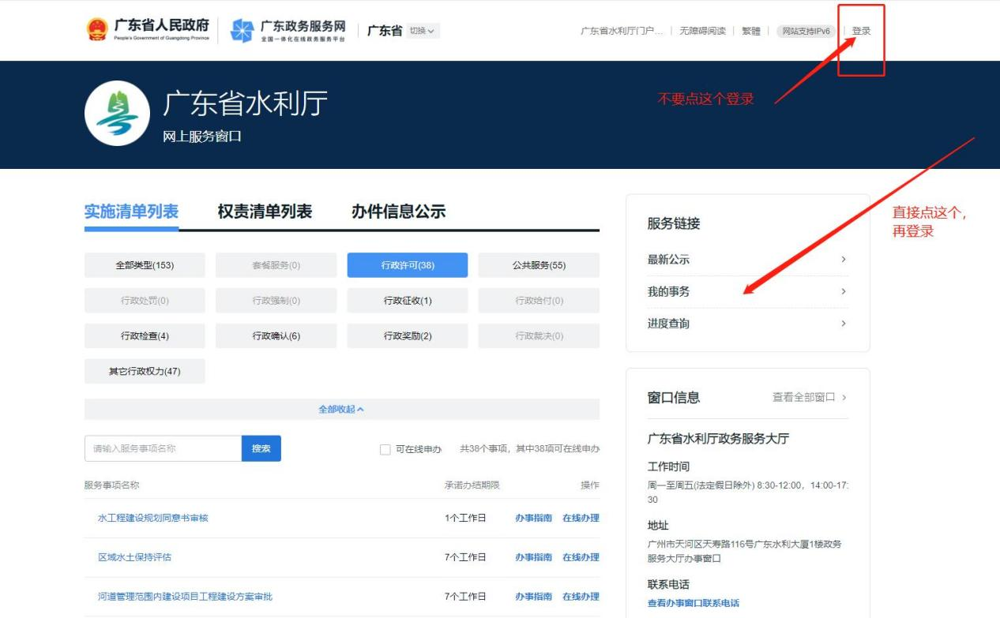 广东省人民政府
People's Government of Guangdong Province
广东政务服务网
全国一体化在线政务服务平台
广东省 切换
广东省水利厅门户... 无障碍阅读 繁體 网站支持IPv6 登录
不要点这个登录
广东省水利厅
网上服务窗口
实施清单列表 权责清单列表 办件信息公示
全部类型(153) 套餐服务(0) 行政许可(38) 公共服务(55)
行政处罚(0) 行政强制(0) 行政征收(1) 行政给付(0)
行政检查(4) 行政确认(6) 行政奖励(2) 行政裁决(0)
其它行政权力(47)
全部收起
请输入服务事项名称 搜索 可在线申办 共38个事项，其中38项可在线申办
服务事项名称 承诺办结期限 操作
水工程建设规划同意书审核 1个工作日 办事指南 在线办理
区域水土保持评估 7个工作日 办事指南 在线办理
河道管理范围内建设项目工程建设方案审批 7个工作日 办事指南 在线办理
服务链接
最新公示
我的事务
进度查询
直接点这个，
再登录
窗口信息 查看全部窗口
广东省水利厅政务服务大厅
工作时间
周一至周五(法定假日除外) 8:30-12:00，14:00-17:
30
地址
广州市天河区天寿路116号广东水利大厦1楼政务
服务大厅办事窗口
联系电话
查看办事窗口联系电话